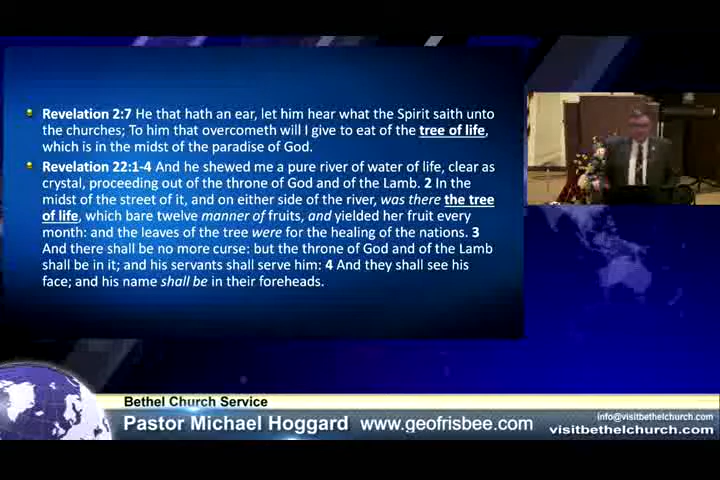 Revelation 2:7 He that hath an ear, let him hear what the Spirit saith unto
the churches; To him that overcometh will I give to eat of the tree of life,
which is in the midst of the paradise of God.
Revelation 22:1-4 And he shewed me a pure river of water of life, clear as
crystal, proceeding out of the throne of God and of the Lamb. 2 In the
midst of the street of it, and on either side of the river, was there the tree
of life, which bare twelve manner of fruits, and yielded her fruit every
month: and the leaves of the tree were for the healing of the nations. 3
And there shall be no more curse: but the throne of God and of the Lamb
shall be in it; and his servants shall serve him: 4 And they shall see his
face; and his name shall be in their foreheads.
Bethel Church Service
Pastor Michael Hoggard www.geofrisbee.com
info@visitbethelchurch.com
visitbethelchurch.com